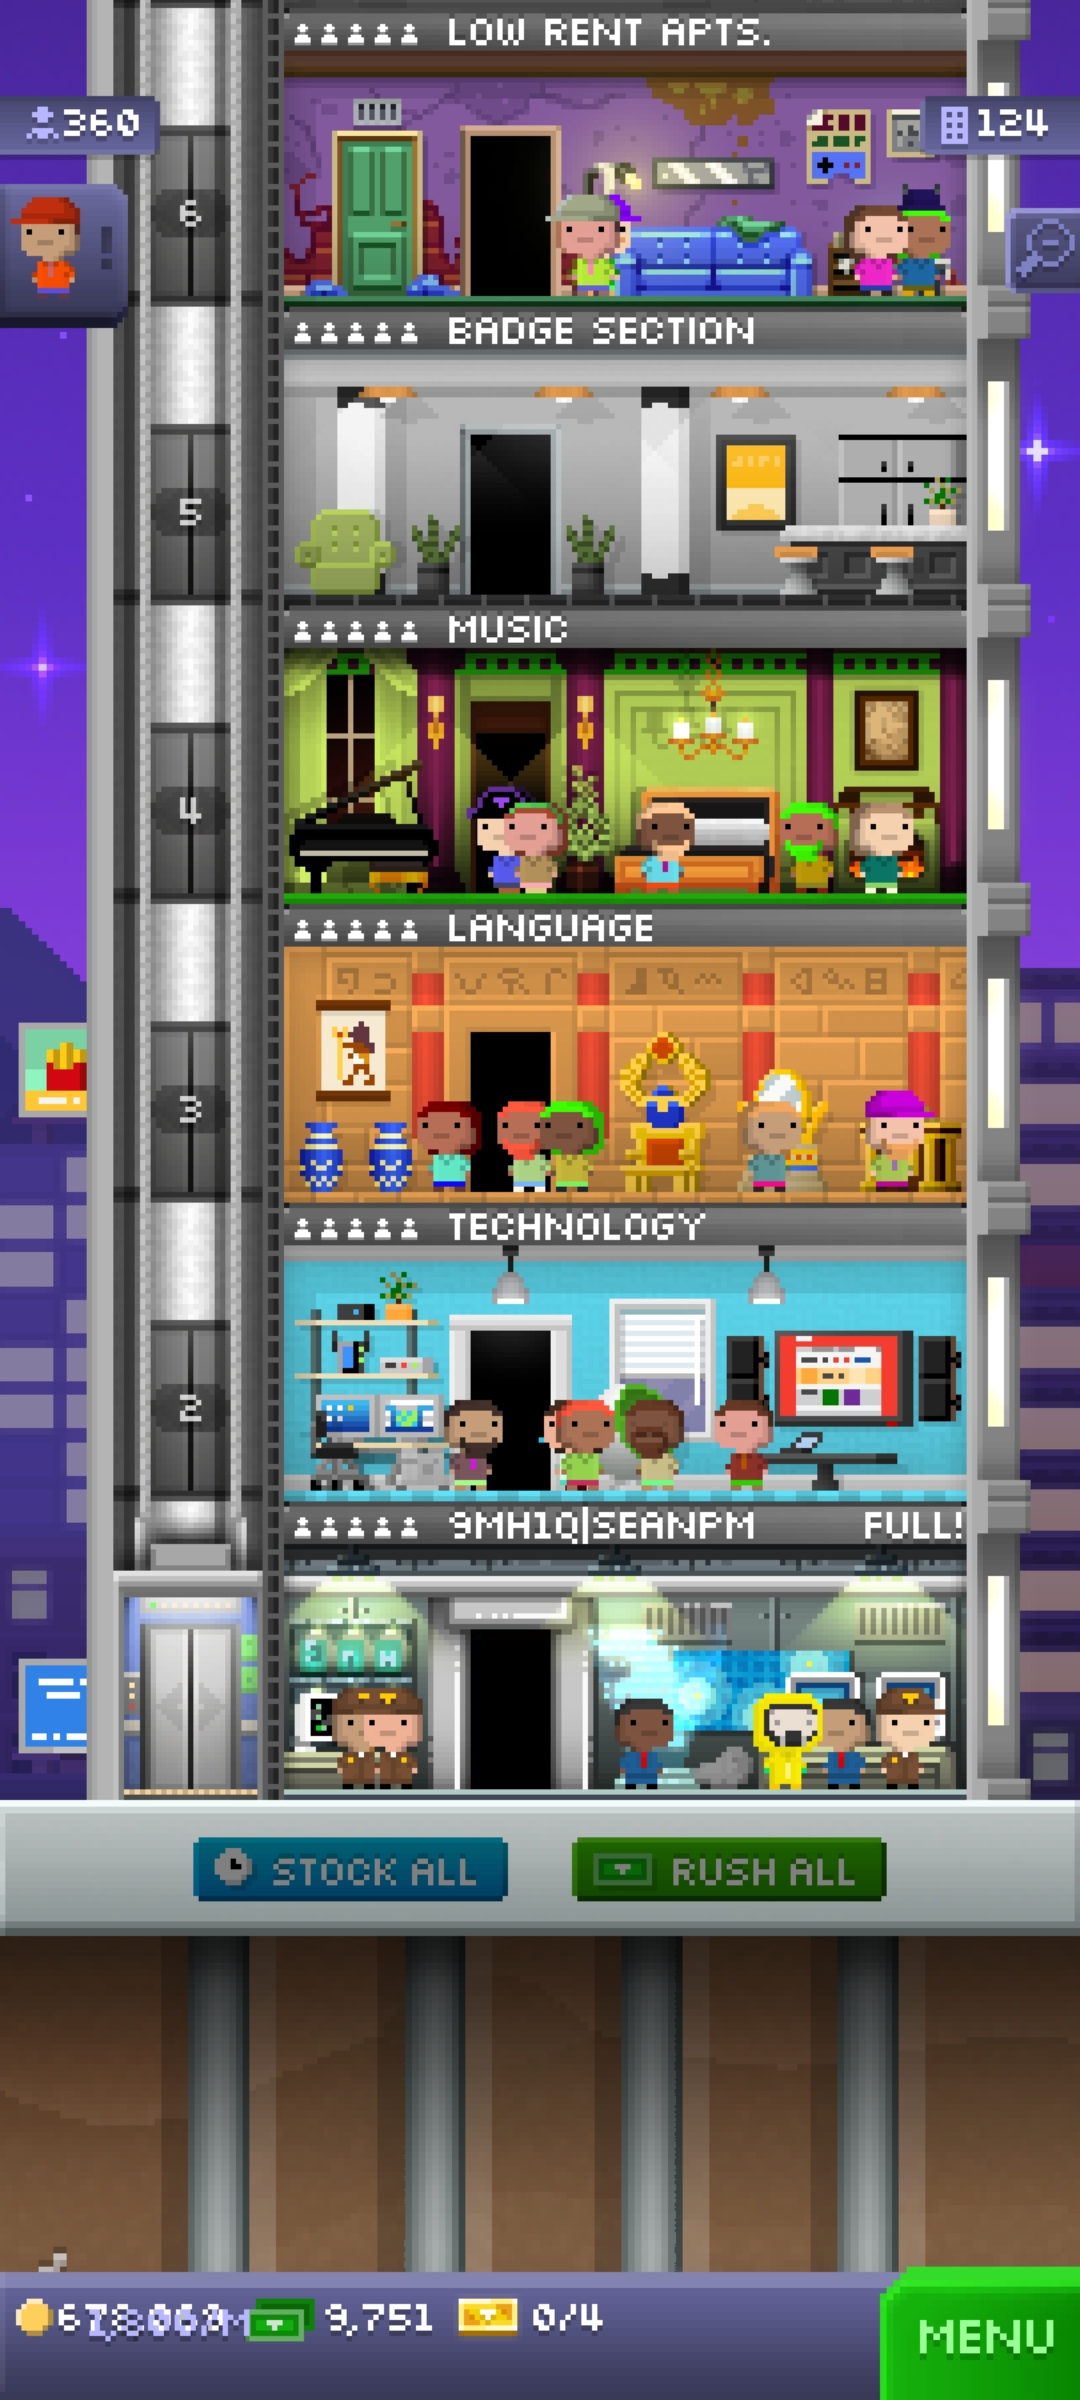 LOW RENT APTS.
360
124
6
BADGE SECTION
5
MUSIC
4
LANGUAGE
3
TECHNOLOGY
2
9MH1Q|SEANPM FULL!
STOCK ALL
RUSH ALL
9,751
0/4
MENU